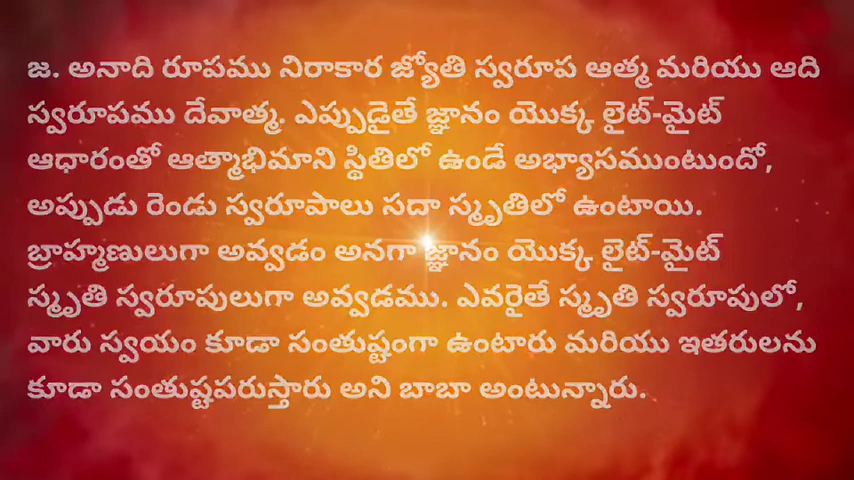 జ. అనాది రూపము నిరాకార జ్యోతి స్వరూప ఆత్మ మరియు ఆది
స్వరూపము దేవాత్మ. ఎప్పుడైతే జ్ఞానం యొక్క లైట్-మైట్
ఆధారంతో ఆత్మాభిమాని స్థితిలో ఉండే అభ్యాసముంటుందో,
అప్పుడు రెండు స్వరూపాలు సదా స్మృతిలో ఉంటాయి.
బ్రాహ్మణులుగా అవ్వడం అనగా జ్ఞానం యొక్క లైట్-మైట్
స్మృతి స్వరూపులుగా అవ్వడము. ఎవరైతే స్మృతి స్వరూపులో,
వారు స్వయం కూడా సంతుష్టంగా ఉంటారు మరియు ఇతరులను
కూడా సంతుష్టపరుస్తారు అని బాబా అంటున్నారు.